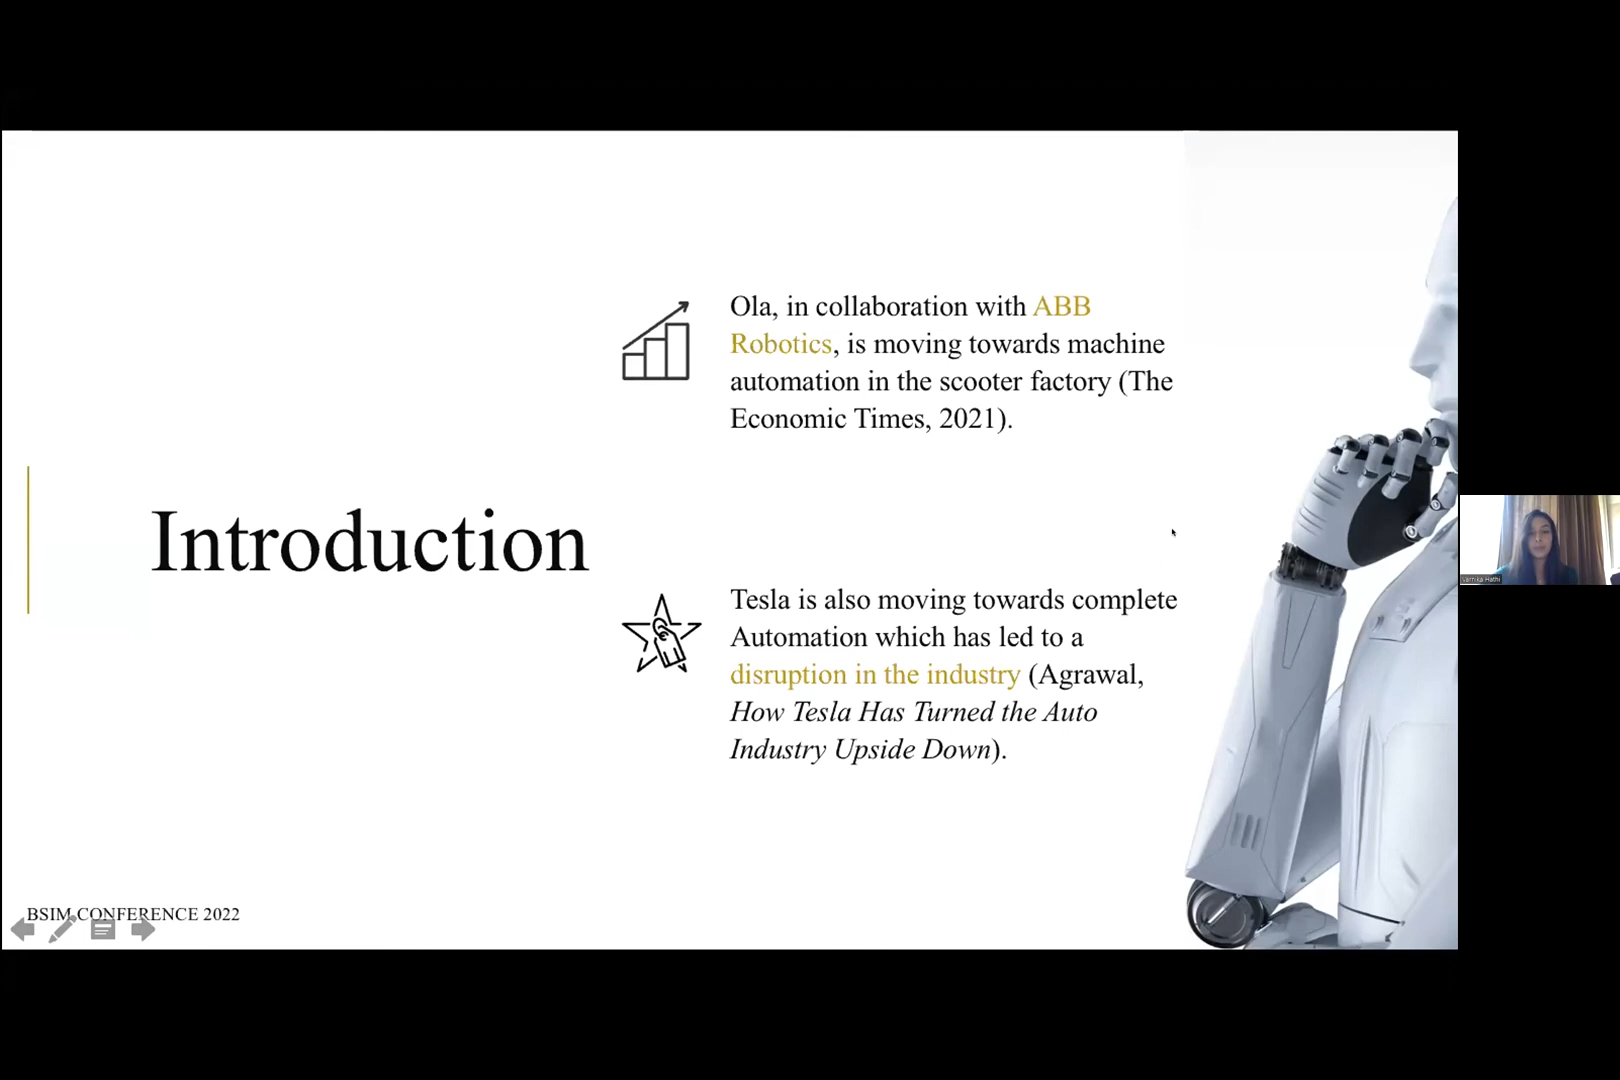 Introduction
Ola, in collaboration with ABB
Robotics, is moving towards machine
automation in the scooter factory (The
Economic Times, 2021).
Tesla is also moving towards complete
Automation which has led to a
disruption in the industry (Agrawal,
How Tesla Has Turned the Auto
Industry Upside Down).
BSIM CONFERENCE 2022
Varnika Hathi